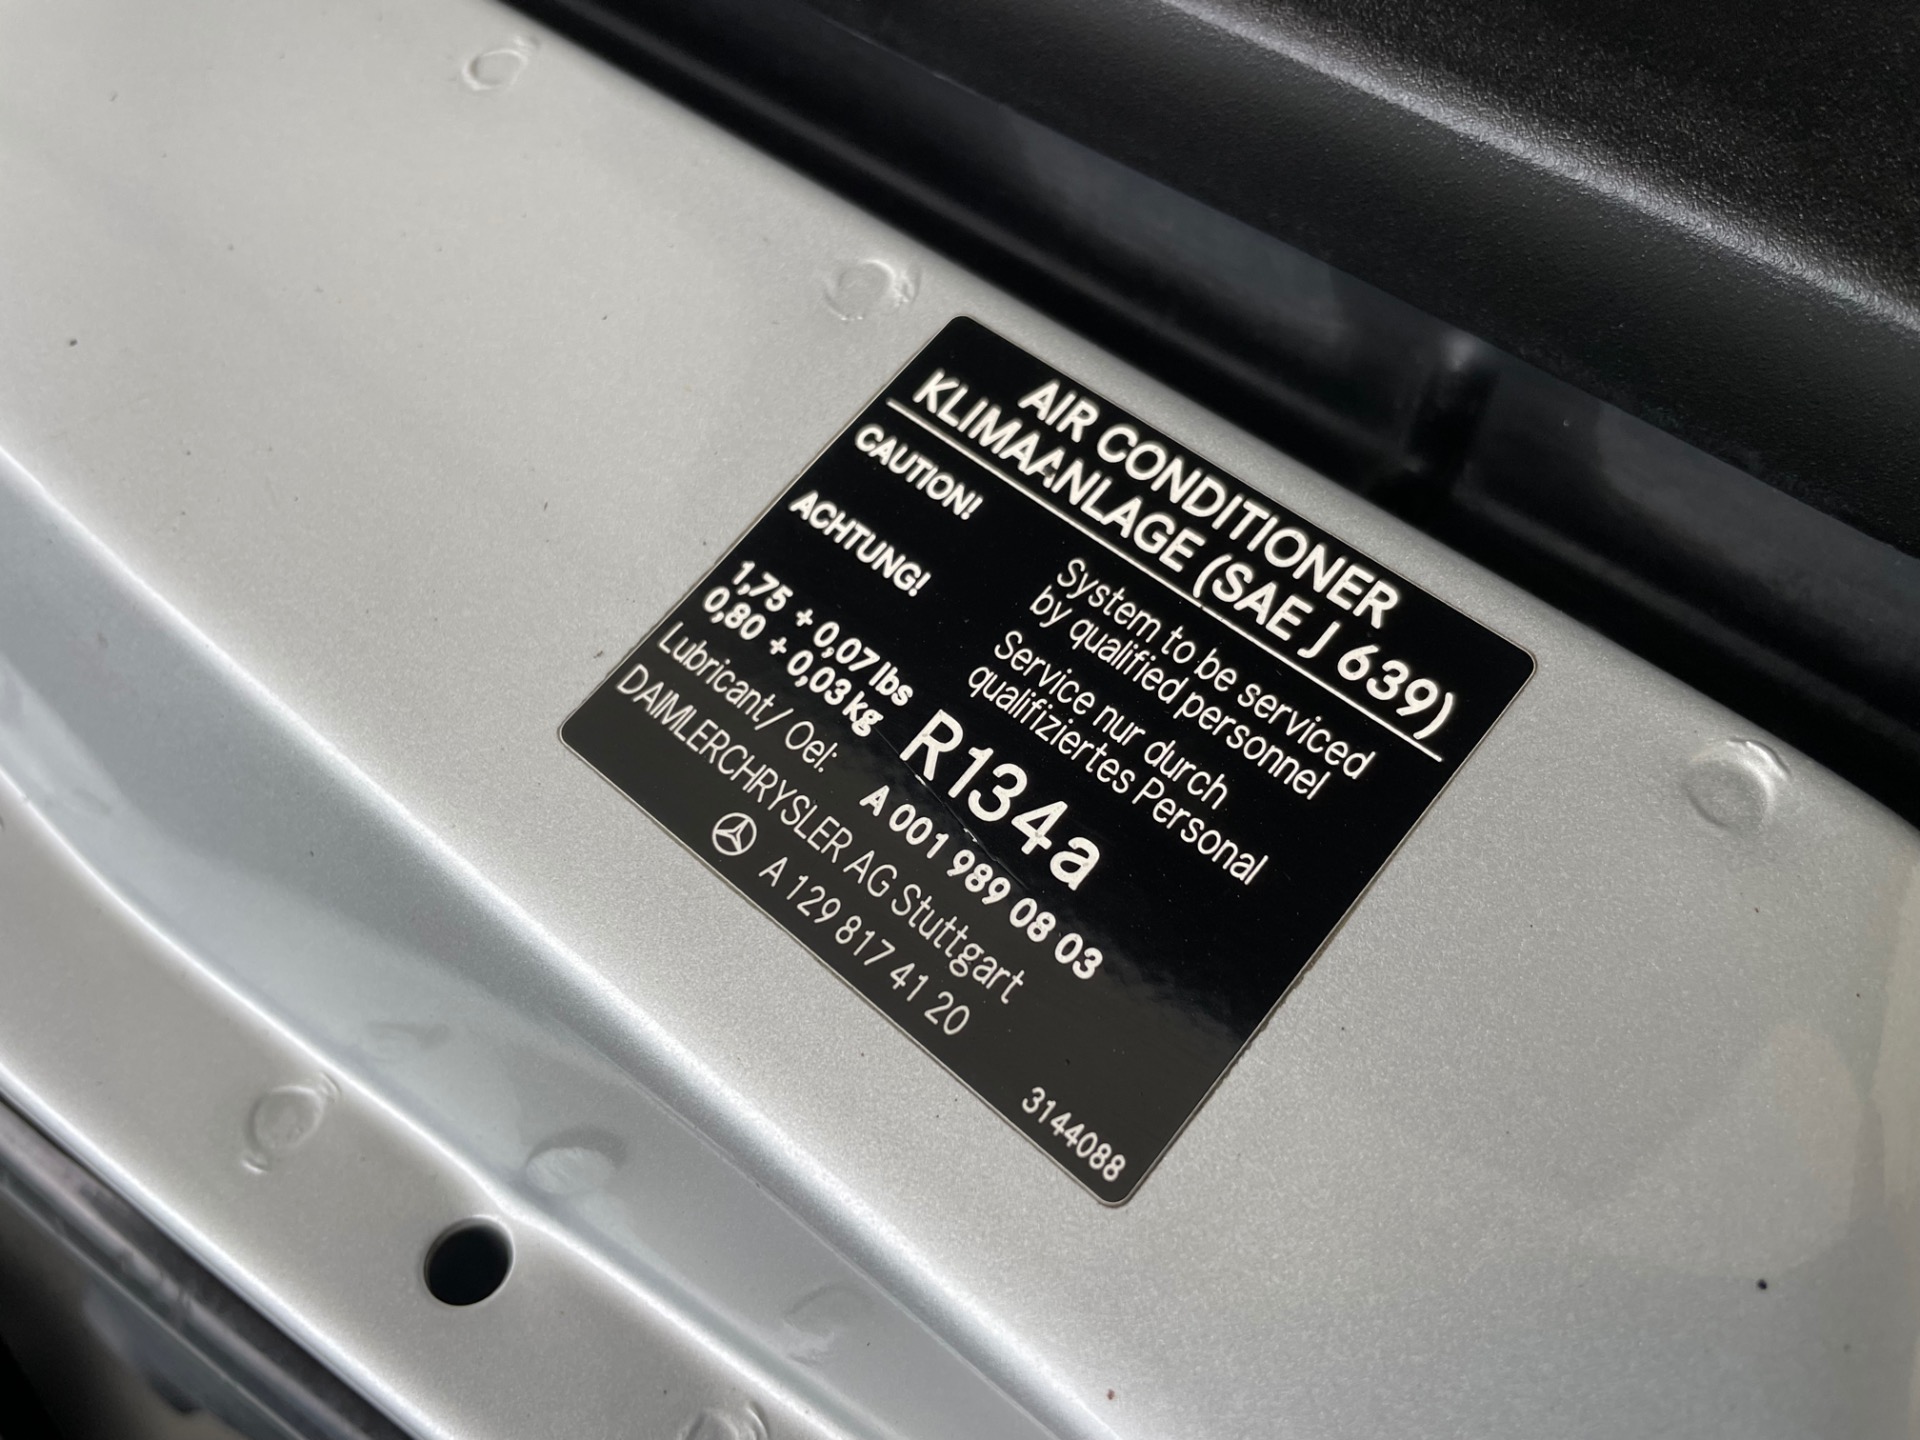 AIR CONDITIONER
KLIMAANLAGE (SAE J 639)
CAUTION! System to be serviced
by qualified personnel
ACHTUNG! Service nur durch
qualifiziertes Personal
1,75 + 0,07 lbs
0,80 + 0,03 kg R134a
Lubricant / Oel: A 001 989 08 03
DAIMLERCHRYSLER AG Stuttgart
A 129 817 41 20
3144088